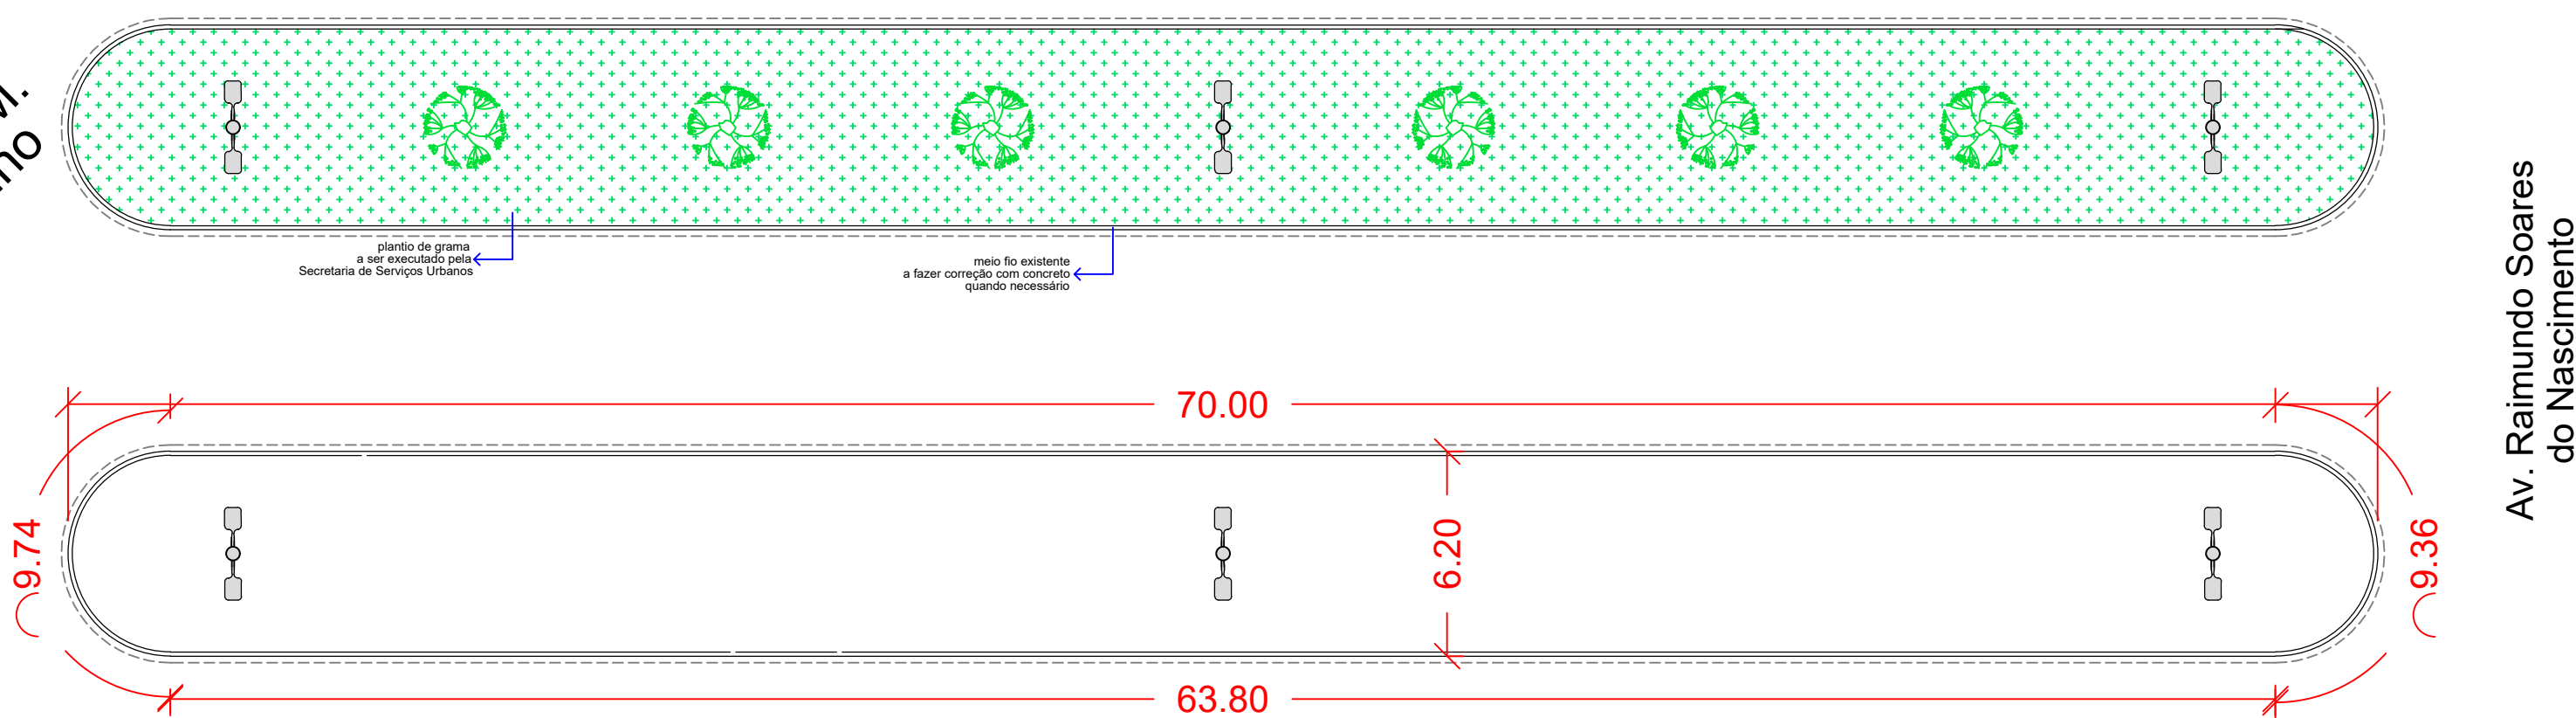 plantio de grama
a ser executado pela
Secretaria de Serviços Urbanos
meio fio existente
a fazer correção com concreto
quando necessário
Av. Raimundo Soares
do Nascimento
70.00
9.74
6.20
9.36
63.80